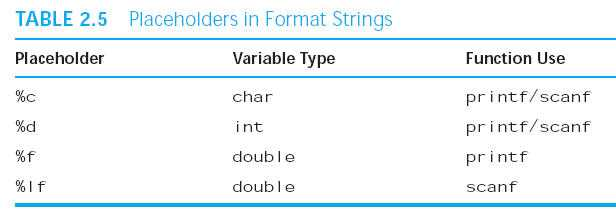 TABLE 2.5 Placeholders in Format Strings
Placeholder Variable Type Function Use
%c char printf/scanf
%d int printf/scanf
%f double printf
%lf double scanf